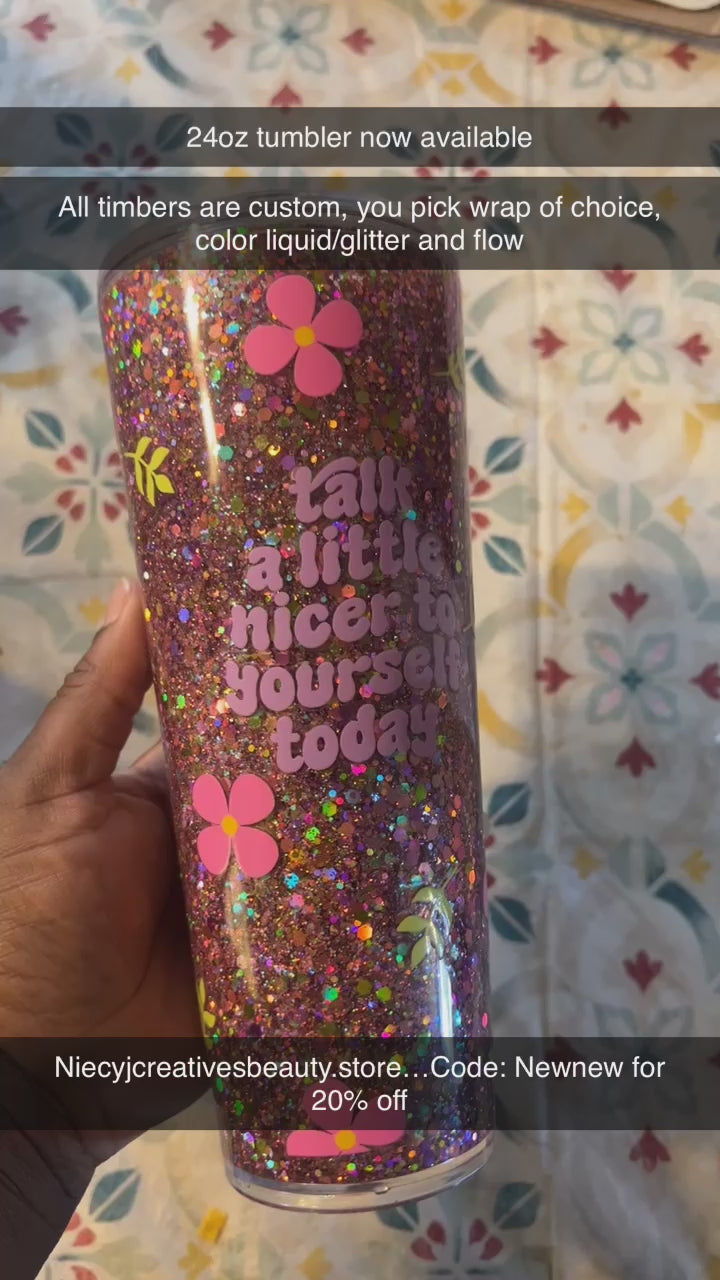 24oz tumbler now available
All timbers are custom, you pick wrap of choice,
color liquid/glitter and flow
talk
a little
nicer to
yourself
today
Niecyjcreativesbeauty.store...Code: Newnew for
20% off